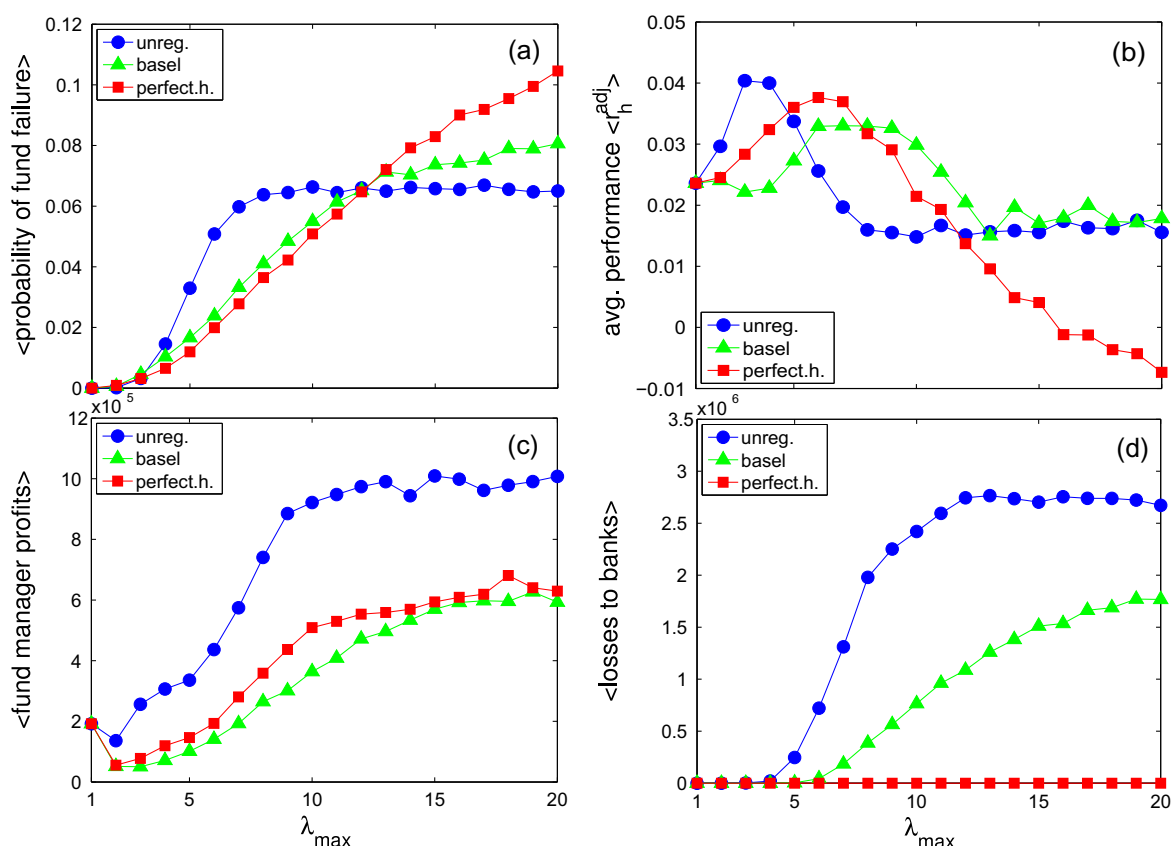 (a)
unreg.
basel
perfect.h.
<probability of fund failure>
0.12
0.1
0.08
0.06
0.04
0.02
0
(b)
unreg.
basel
perfect.h.
avg. performance <r_h^adj>
0.05
0.04
0.03
0.02
0.01
0
−0.01
x 10^5
(c)
unreg.
basel
perfect.h.
<fund manager profits>
12
10
8
6
4
2
0
1 5 10 15 20
λ_max
x 10^6
(d)
unreg.
basel
perfect.h.
<losses to banks>
3.5
3
2.5
2
1.5
1
0.5
0
1 5 10 15 20
λ_max